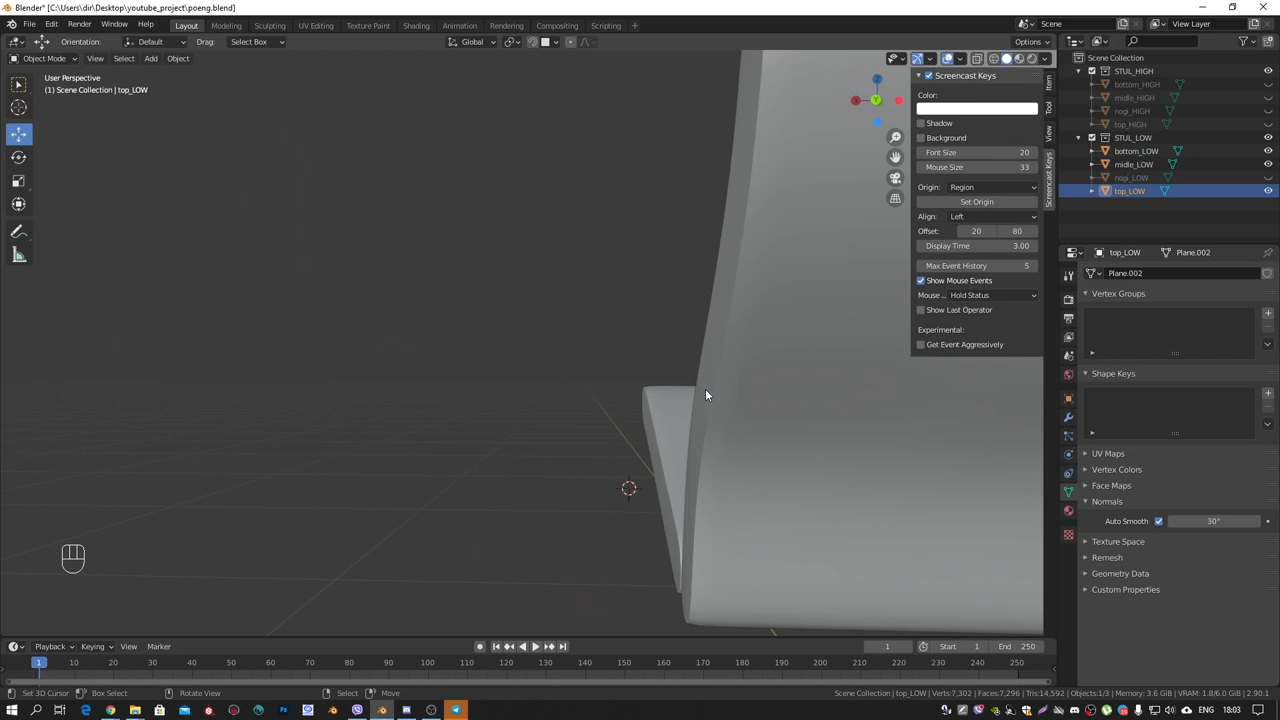 Blender* [C:\Users\dir\Desktop\youtube_project\poeng.blend]
File Edit Render Window Help Layout Modeling Sculpting UV Editing Texture Paint Shading Animation Rendering Compositing Scripting + Scene View Layer
Orientation: Default Drag: Select Box Global Options
Object Mode View Select Add Object
User Perspective
(1) Scene Collection | top_LOW
Screencast Keys
Color:
Shadow
Background
Font Size 20
Mouse Size 33
Origin: Region
Set Origin
Align: Left
Offset: 20 80
Display Time 3.00
Max Event History 5
Show Mouse Events
Mouse ... Hold Status
Show Last Operator
Experimental:
Get Event Aggressively
Item
Tool
View
Screencast Keys
X Y Z
Scene Collection
STUL_HIGH
bottom_HIGH
midle_HIGH
nogi_HIGH
top_HIGH
STUL_LOW
bottom_LOW
midle_LOW
nogi_LOW
top_LOW
top_LOW Plane.002
Plane.002
Vertex Groups
Shape Keys
UV Maps
Vertex Colors
Face Maps
Normals
Auto Smooth 30°
Texture Space
Remesh
Geometry Data
Custom Properties
Playback Keying View Marker 1 Start 1 End 250
1 10 20 30 40 50 60 70 80 90 100 110 120 130 140 150 160 170 180 190 200 210 220 230 240 250
Set 3D Cursor Box Select Rotate View Select Move Scene Collection | top_LOW | Verts:7,302 | Faces:7,296 | Tris:14,592 | Objects:1/3 | Memory: 3.6 GiB | VRAM: 1.8/6.0 GiB | 2.90.1
ENG 18:03